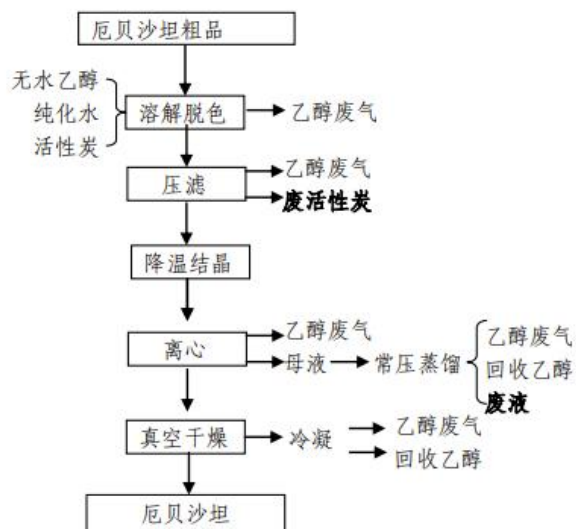 厄贝沙坦粗品
无水乙醇
纯化水
活性炭
溶解脱色
乙醇废气
压滤
乙醇废气
废活性炭
降温结晶
离心
乙醇废气
母液
常压蒸馏
乙醇废气
回收乙醇
废液
真空干燥
冷凝
乙醇废气
回收乙醇
厄贝沙坦